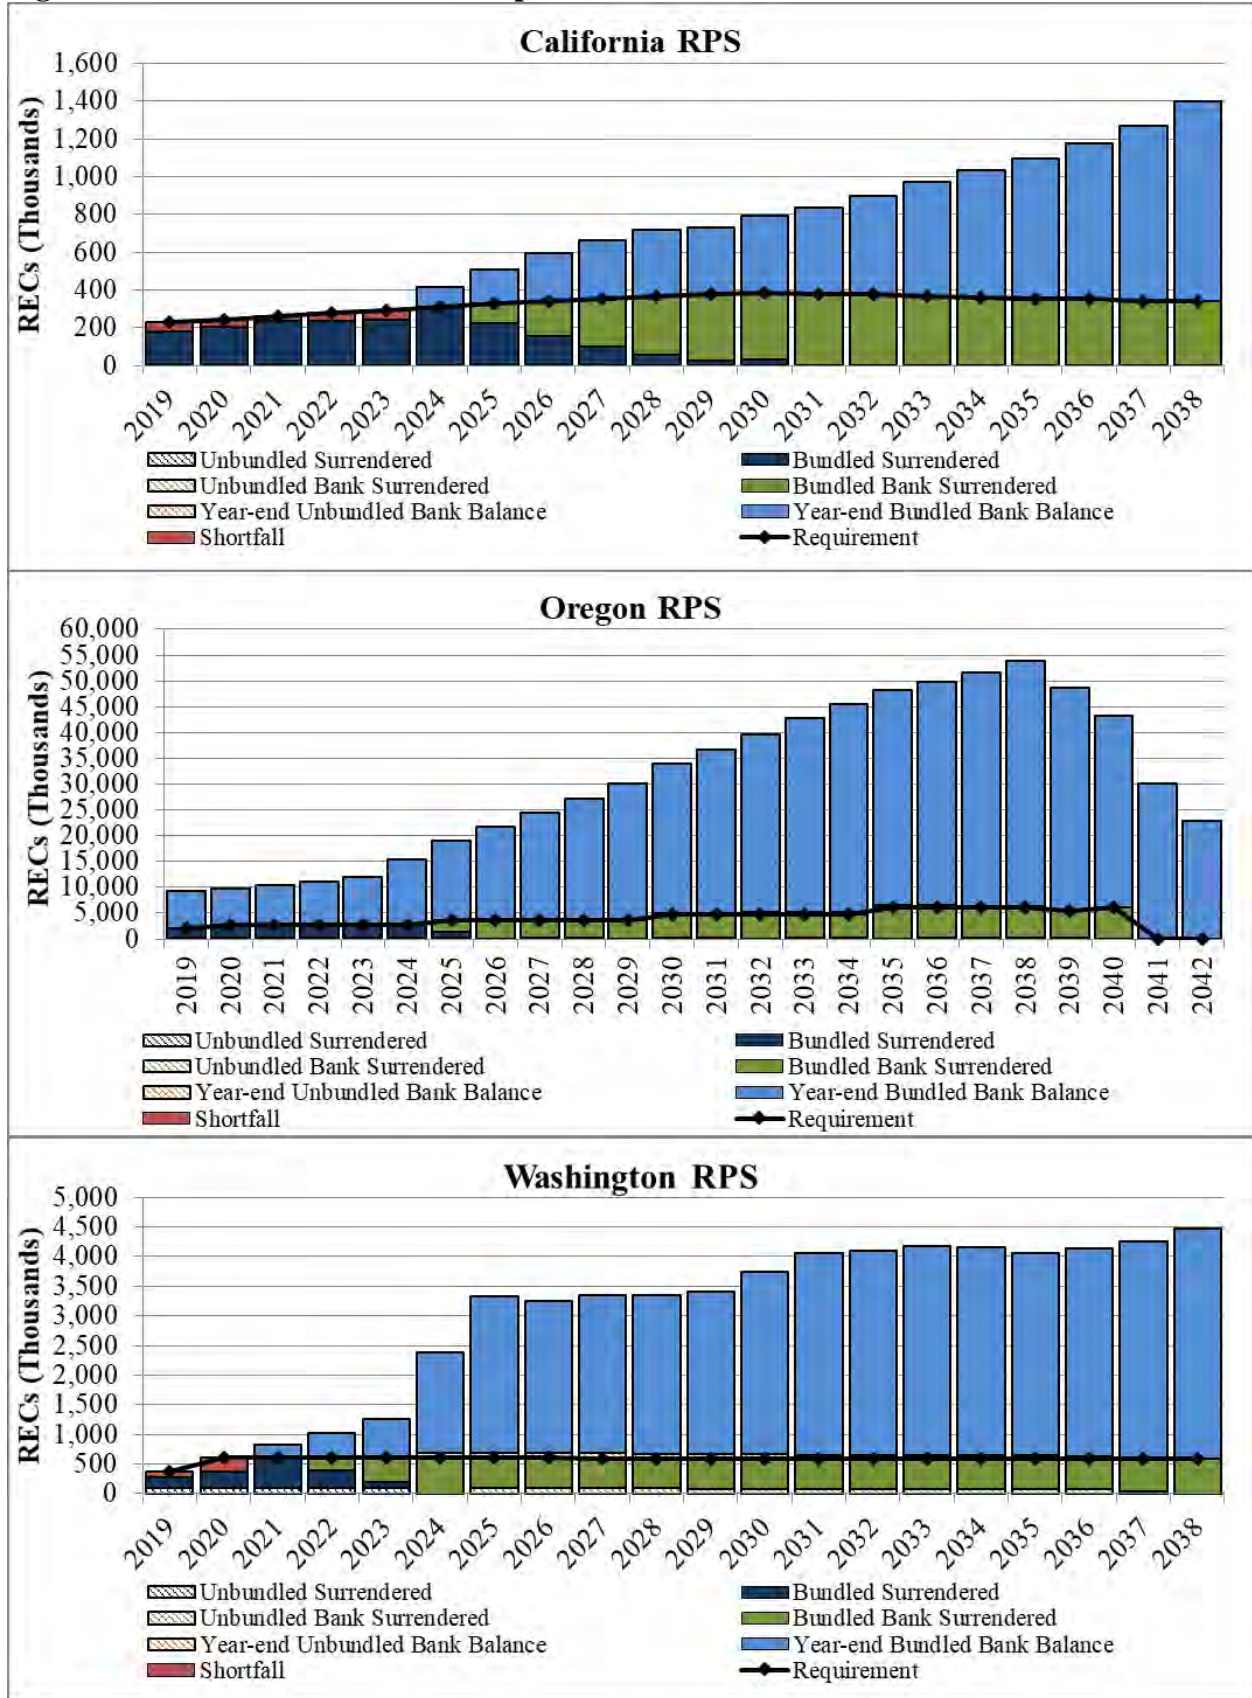 California RPS
RECs (Thousands)
1,600
1,400
1,200
1,000
800
600
400
200
0
2019 2020 2021 2022 2023 2024 2025 2026 2027 2028 2029 2030 2031 2032 2033 2034 2035 2036 2037 2038
Unbundled Surrendered Bundled Surrendered
Unbundled Bank Surrendered Bundled Bank Surrendered
Year-end Unbundled Bank Balance Year-end Bundled Bank Balance
Shortfall Requirement
Oregon RPS
RECs (Thousands)
60,000
55,000
50,000
45,000
40,000
35,000
30,000
25,000
20,000
15,000
10,000
5,000
0
2019 2020 2021 2022 2023 2024 2025 2026 2027 2028 2029 2030 2031 2032 2033 2034 2035 2036 2037 2038 2039 2040 2041 2042
Unbundled Surrendered Bundled Surrendered
Unbundled Bank Surrendered Bundled Bank Surrendered
Year-end Unbundled Bank Balance Year-end Bundled Bank Balance
Shortfall Requirement
Washington RPS
RECs (Thousands)
5,000
4,500
4,000
3,500
3,000
2,500
2,000
1,500
1,000
500
0
2019 2020 2021 2022 2023 2024 2025 2026 2027 2028 2029 2030 2031 2032 2033 2034 2035 2036 2037 2038
Unbundled Surrendered Bundled Surrendered
Unbundled Bank Surrendered Bundled Bank Surrendered
Year-end Unbundled Bank Balance Year-end Bundled Bank Balance
Shortfall Requirement